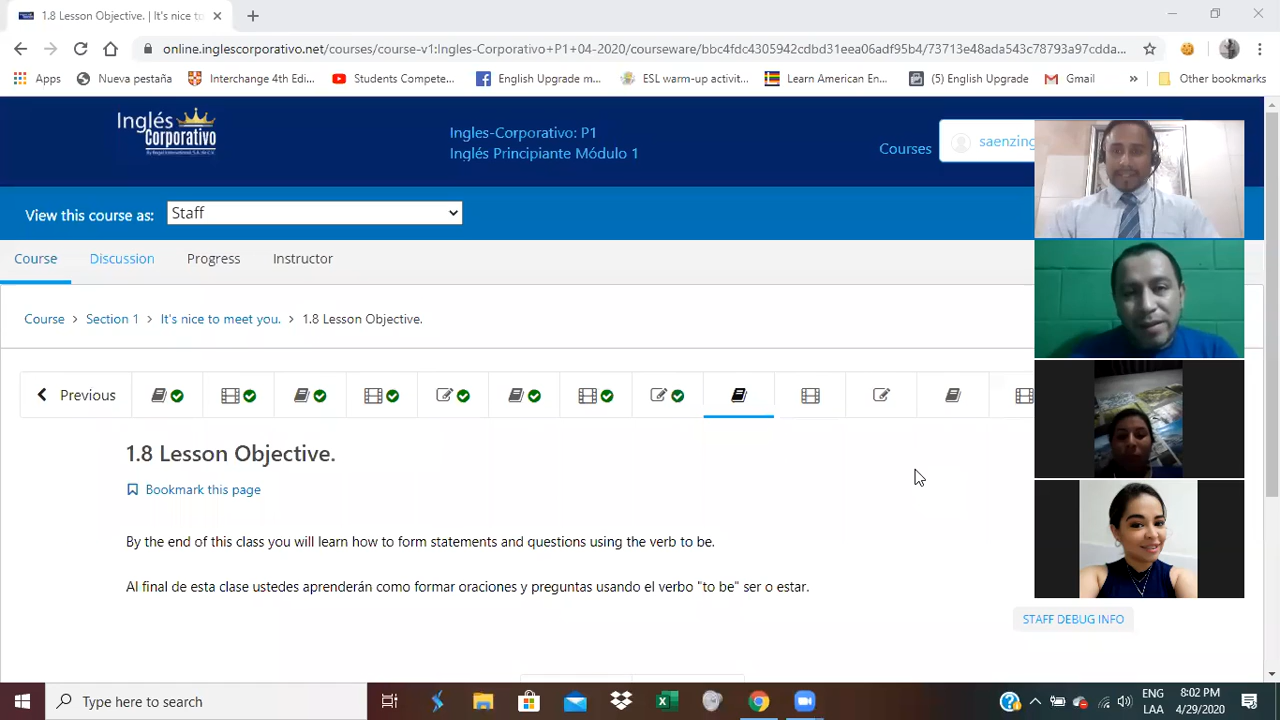 1.8 Lesson Objective. | It's nice to
online.inglescorporativo.net/courses/course-v1:Ingles-Corporativo+P1+04-2020/courseware/bbc4fdc4305942cdbd31eea06adf95b4/73713e48ada543c78793a97cdda...
Apps Nueva pestaña Interchange 4th Edi... Students Compete... English Upgrade m... ESL warm-up activit... Learn American En... (5) English Upgrade Gmail » Other bookmarks
Inglés
Corporativo
Ingles-Corporativo: P1
Inglés Principiante Módulo 1
Courses
saenzing
View this course as:
Staff
Course Discussion Progress Instructor
Course > Section 1 > It's nice to meet you. > 1.8 Lesson Objective.
Previous
1.8 Lesson Objective.
Bookmark this page
By the end of this class you will learn how to form statements and questions using the verb to be.
Al final de esta clase ustedes aprenderán como formar oraciones y preguntas usando el verbo "to be" ser o estar.
STAFF DEBUG INFO
Type here to search
ENG
LAA
8:02 PM
4/29/2020